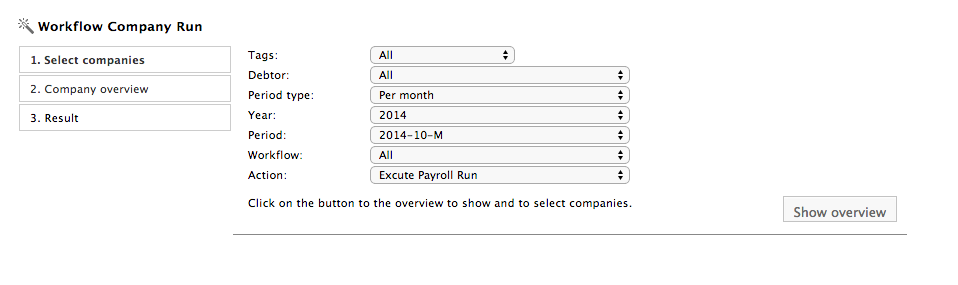 Workflow Company Run
1. Select companies
2. Company overview
3. Result
Tags: All
Debtor: All
Period type: Per month
Year: 2014
Period: 2014-10-M
Workflow: All
Action: Excute Payroll Run
Click on the button to the overview to show and to select companies.
Show overview